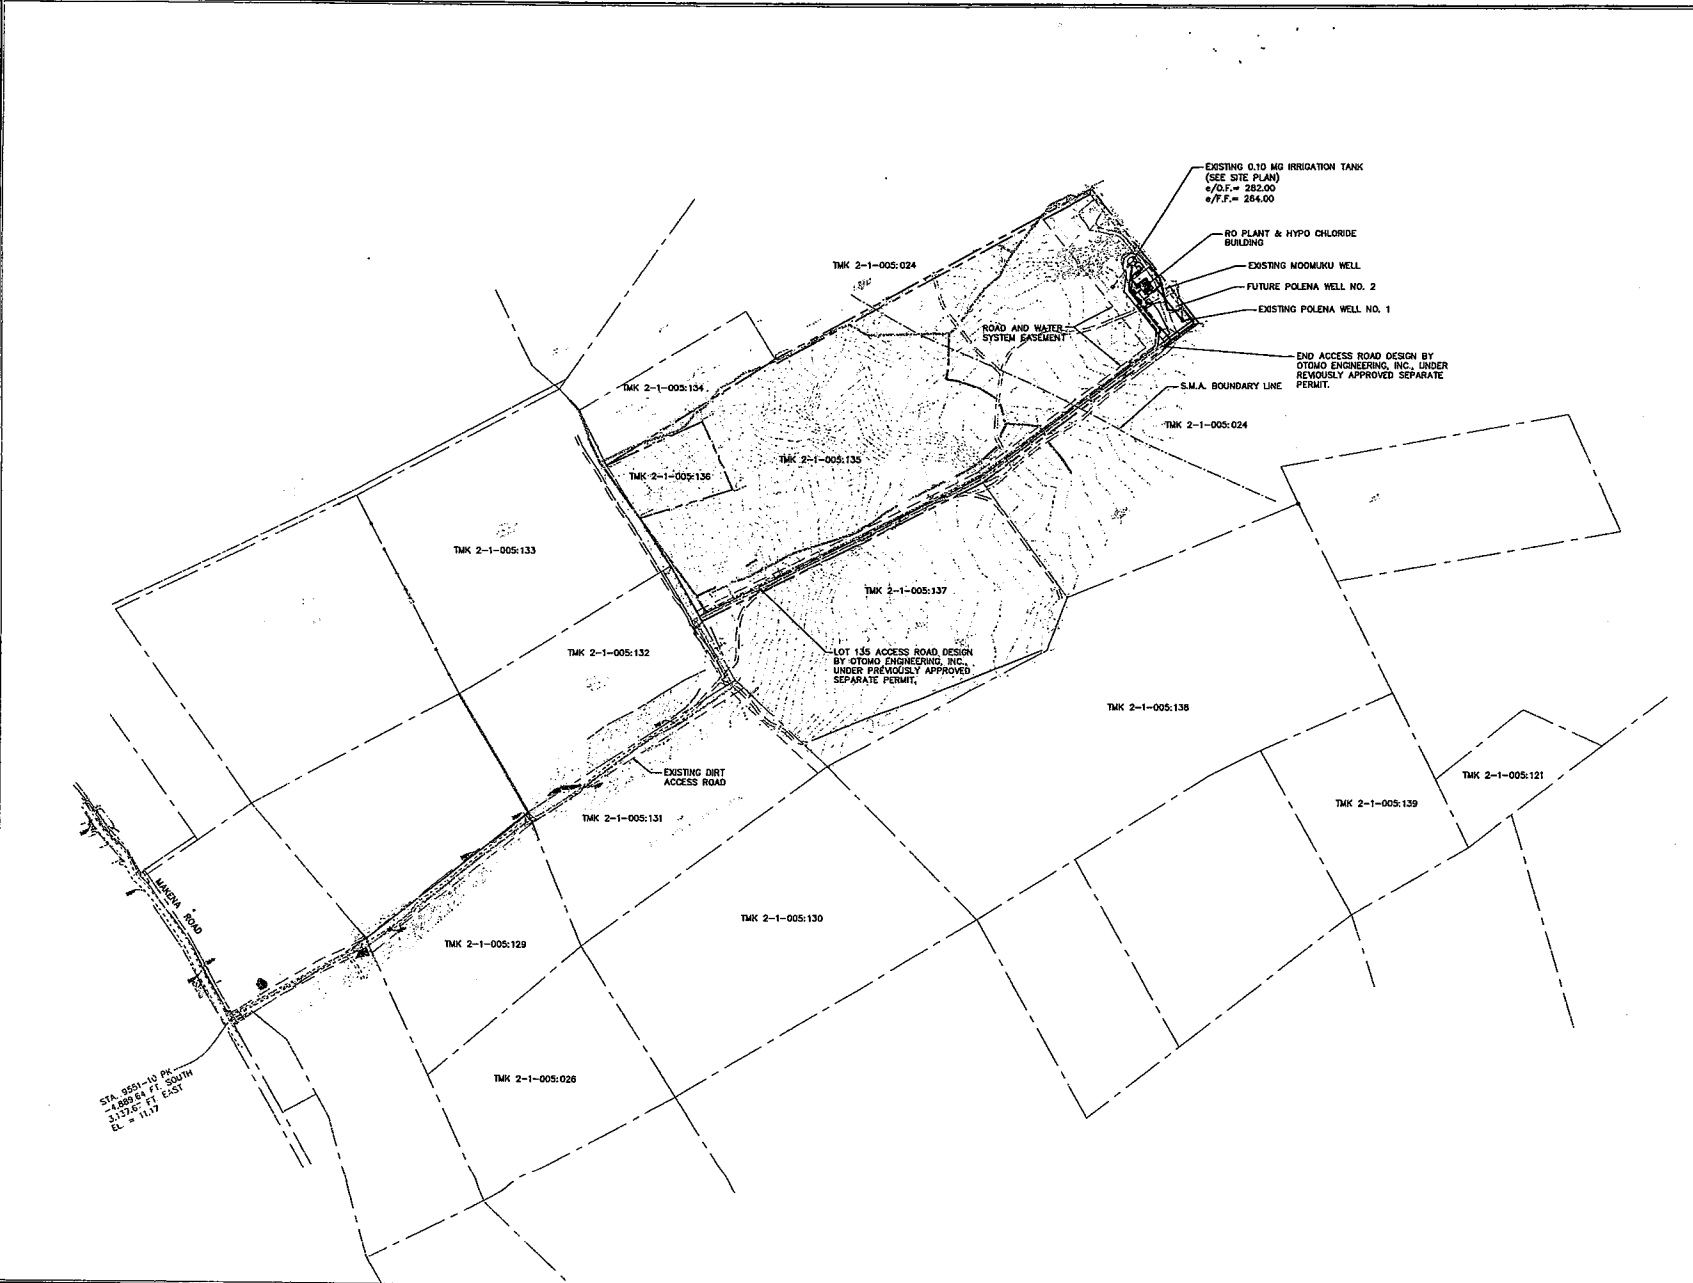 EXISTING 0.10 MG IRRIGATION TANK
(SEE SITE PLAN)
e/O.F.= 282.00
e/F.F.= 264.00
RO PLANT & HYPO CHLORIDE
BUILDING
EXISTING MOOMUKU WELL
FUTURE POLENA WELL NO. 2
EXISTING POLENA WELL NO. 1
TMK 2-1-005:024
ROAD AND WATER
SYSTEM EASEMENT
END ACCESS ROAD DESIGN BY
OTOMO ENGINEERING, INC., UNDER
REVIOUSLY APPROVED SEPARATE
PERMIT.
S.M.A. BOUNDARY LINE
TMK 2-1-005:134
TMK 2-1-005:024
TMK 2-1-005:135
TMK 2-1-005:136
TMK 2-1-005:133
TMK 2-1-005:137
TMK 2-1-005:132
LOT 135 ACCESS ROAD DESIGN
BY OTOMO ENGINEERING, INC.,
UNDER PREVIOUSLY APPROVED
SEPARATE PERMIT.
TMK 2-1-005:138
EXISTING DIRT
ACCESS ROAD
TMK 2-1-005:121
TMK 2-1-005:139
TMK 2-1-005:131
MAKENA ROAD
TMK 2-1-005:130
TMK 2-1-005:129
TMK 2-1-005:026
STA. 9551-10 PK
-4,889.64 FT. SOUTH
FT. EAST
EL. = 11.17